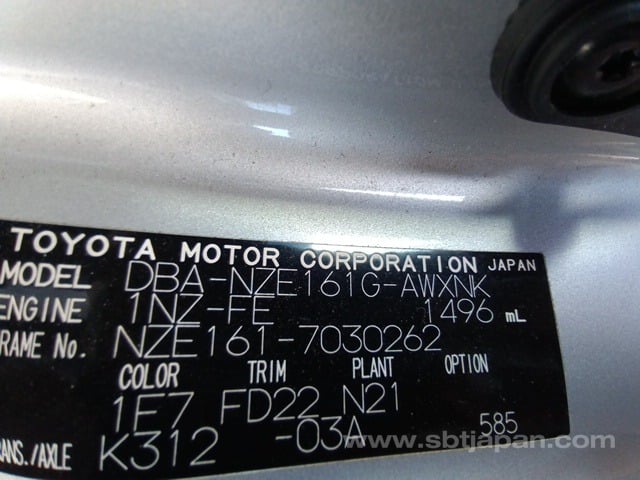 TOYOTA MOTOR CORPORATION JAPAN
MODEL DBA-NZE161G-AWXNK
ENGINE 1NZ-FE 1496 mL
RAME No. NZE161-7030262
COLOR TRIM PLANT OPTION
1F7 FD22 N21
ANS./AXLE K312 -03A 585
www.sbtjapan.com